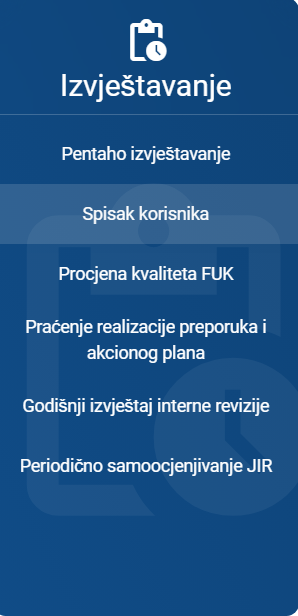 Izvještavanje
Pentaho izvještavanje
Spisak korisnika
Procjena kvaliteta FUK
Praćenje realizacije preporuka i
akcionog plana
Godišnji izvještaj interne revizije
Periodično samoocjenjivanje JIR